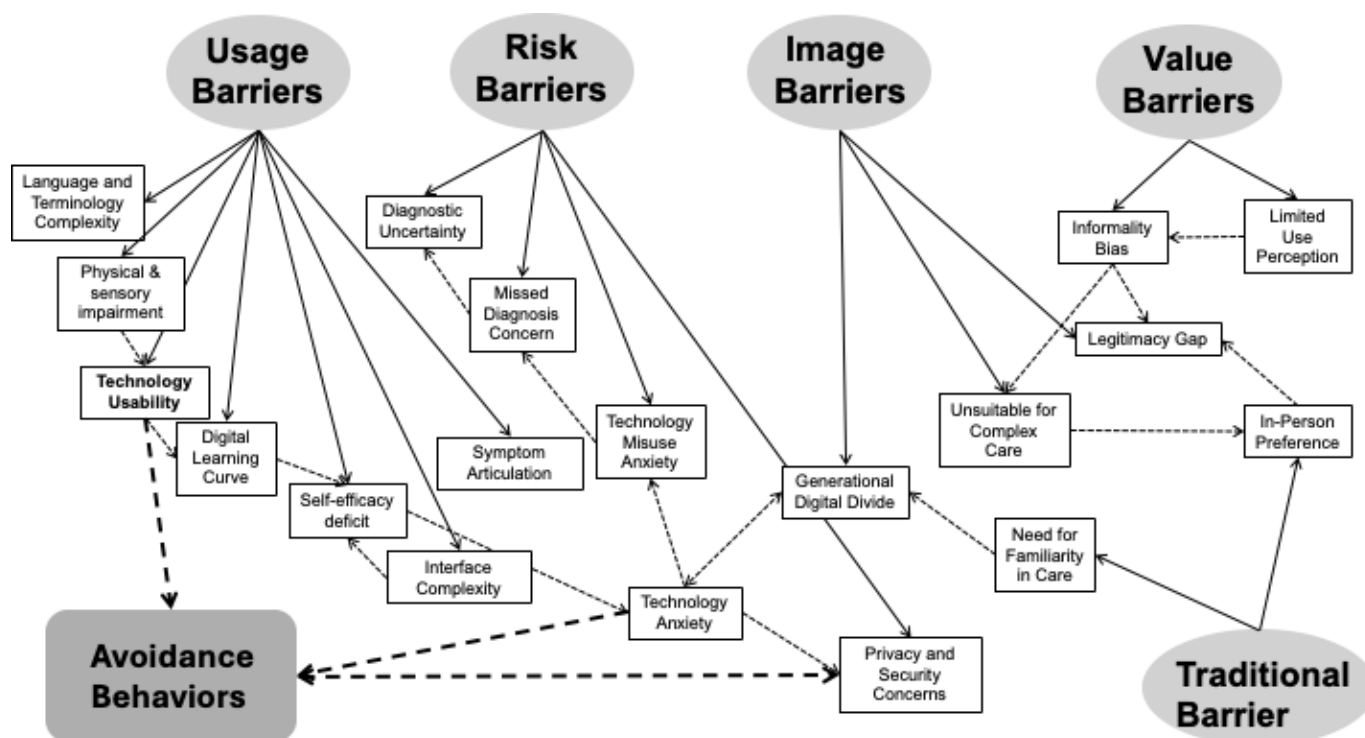 Usage
Barriers
Risk
Barriers
Image
Barriers
Value
Barriers
Language and
Terminology
Complexity
Diagnostic
Uncertainty
Informality
Bias
Limited
Use
Perception
Physical &
sensory
impairment
Missed
Diagnosis
Concern
Legitimacy Gap
Technology
Usability
Digital
Learning
Curve
Symptom
Articulation
Technology
Misuse
Anxiety
Unsuitable for
Complex
Care
In-Person
Preference
Self-efficacy
deficit
Generational
Digital Divide
Interface
Complexity
Need for
Familiarity
in Care
Technology
Anxiety
Avoidance
Behaviors
Privacy and
Security
Concerns
Traditional
Barrier